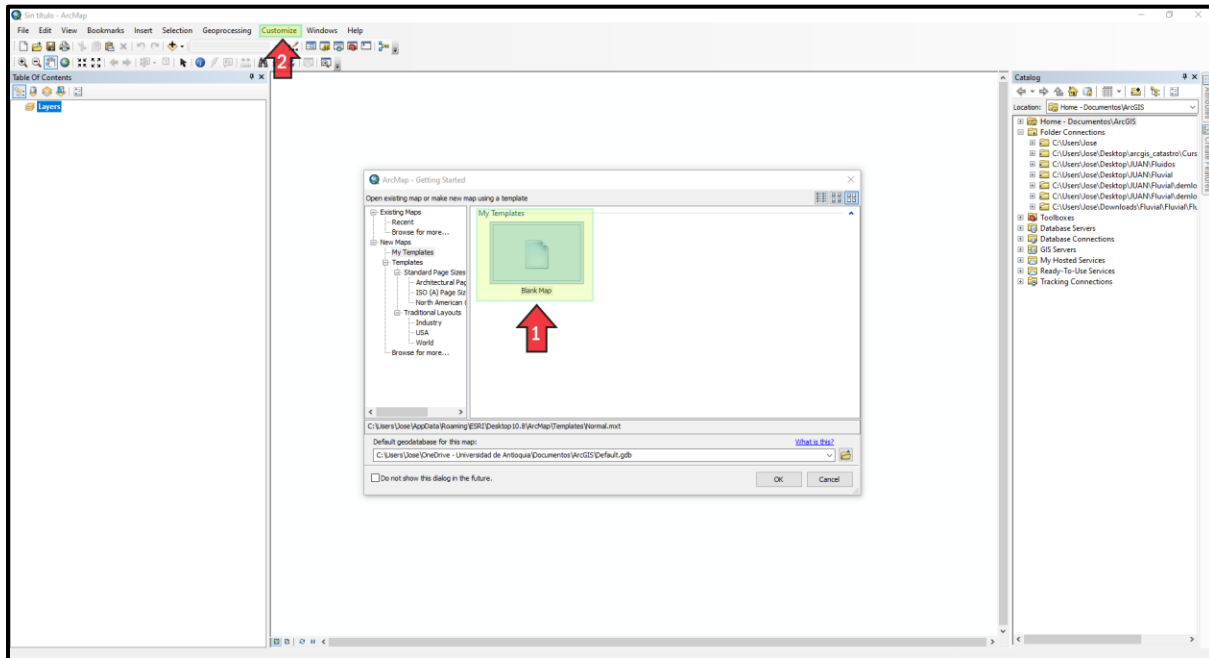 Sin título - ArcMap
File Edit View Bookmarks Insert Selection Geoprocessing Customize Windows Help
2
Table Of Contents
Layers
ArcMap - Getting Started
Open existing map or make new map using a template
Existing Maps
Recent
Browse for more...
New Maps
My Templates
Templates
Standard Page Sizes
Architectural Pag
ISO (A) Page Siz
North American (
Traditional Layouts
Industry
USA
World
Browse for more...
My Templates
Blank Map
1
C:\Users\Jose\AppData\Roaming\ESRI\Desktop10.8\ArcMap\Templates\Normal.mxt
Default geodatabase for this map:
What is this?
C:\Users\Jose\OneDrive - Universidad de Antioquia\Documentos\ArcGIS\Default.gdb
Do not show this dialog in the future.
OK Cancel
Catalog
Location: Home - Documentos\ArcGIS
Home - Documentos\ArcGIS
Folder Connections
C:\Users\Jose
C:\Users\Jose\Desktop\arcgis_catastro\Curs
C:\Users\Jose\Desktop\JUAN\Fluidos
C:\Users\Jose\Desktop\JUAN\Fluvial
C:\Users\Jose\Desktop\JUAN\Fluvial\demlo
C:\Users\Jose\Desktop\JUAN\Fluvial\demlo
C:\Users\Jose\Downloads\Fluvial\Fluvial\Flu
Toolboxes
Database Servers
Database Connections
GIS Servers
My Hosted Services
Ready-To-Use Services
Tracking Connections
Attributes
Create Features